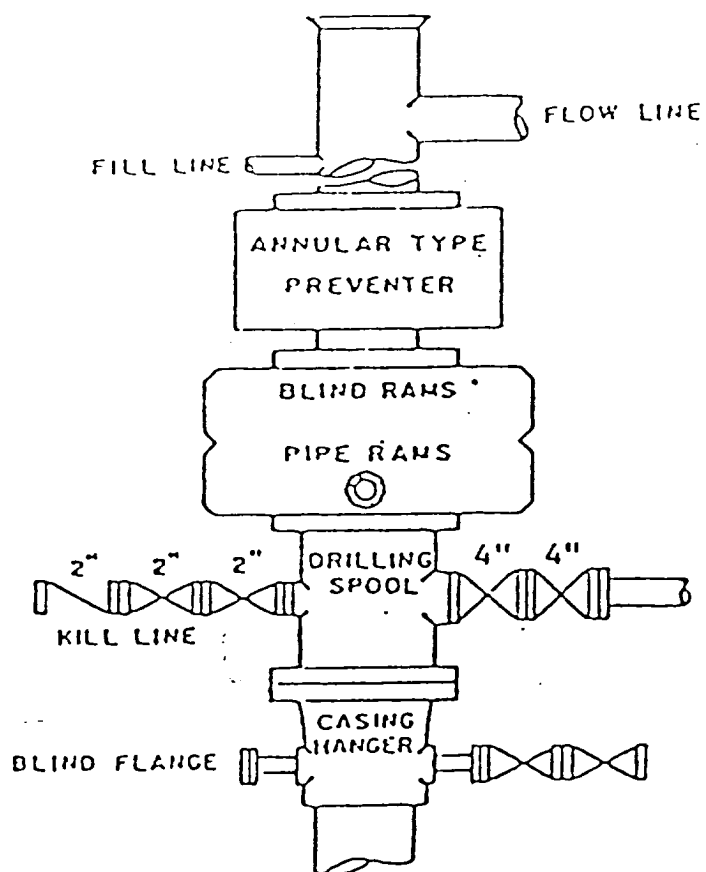 FLOW LINE
FILL LINE
ANNULAR TYPE
PREVENTER
BLIND RAMS
PIPE RAMS
2" 2" 2"
DRILLING
SPOOL
4" 4"
KILL LINE
CASING
HANGER
BLIND FLANGE